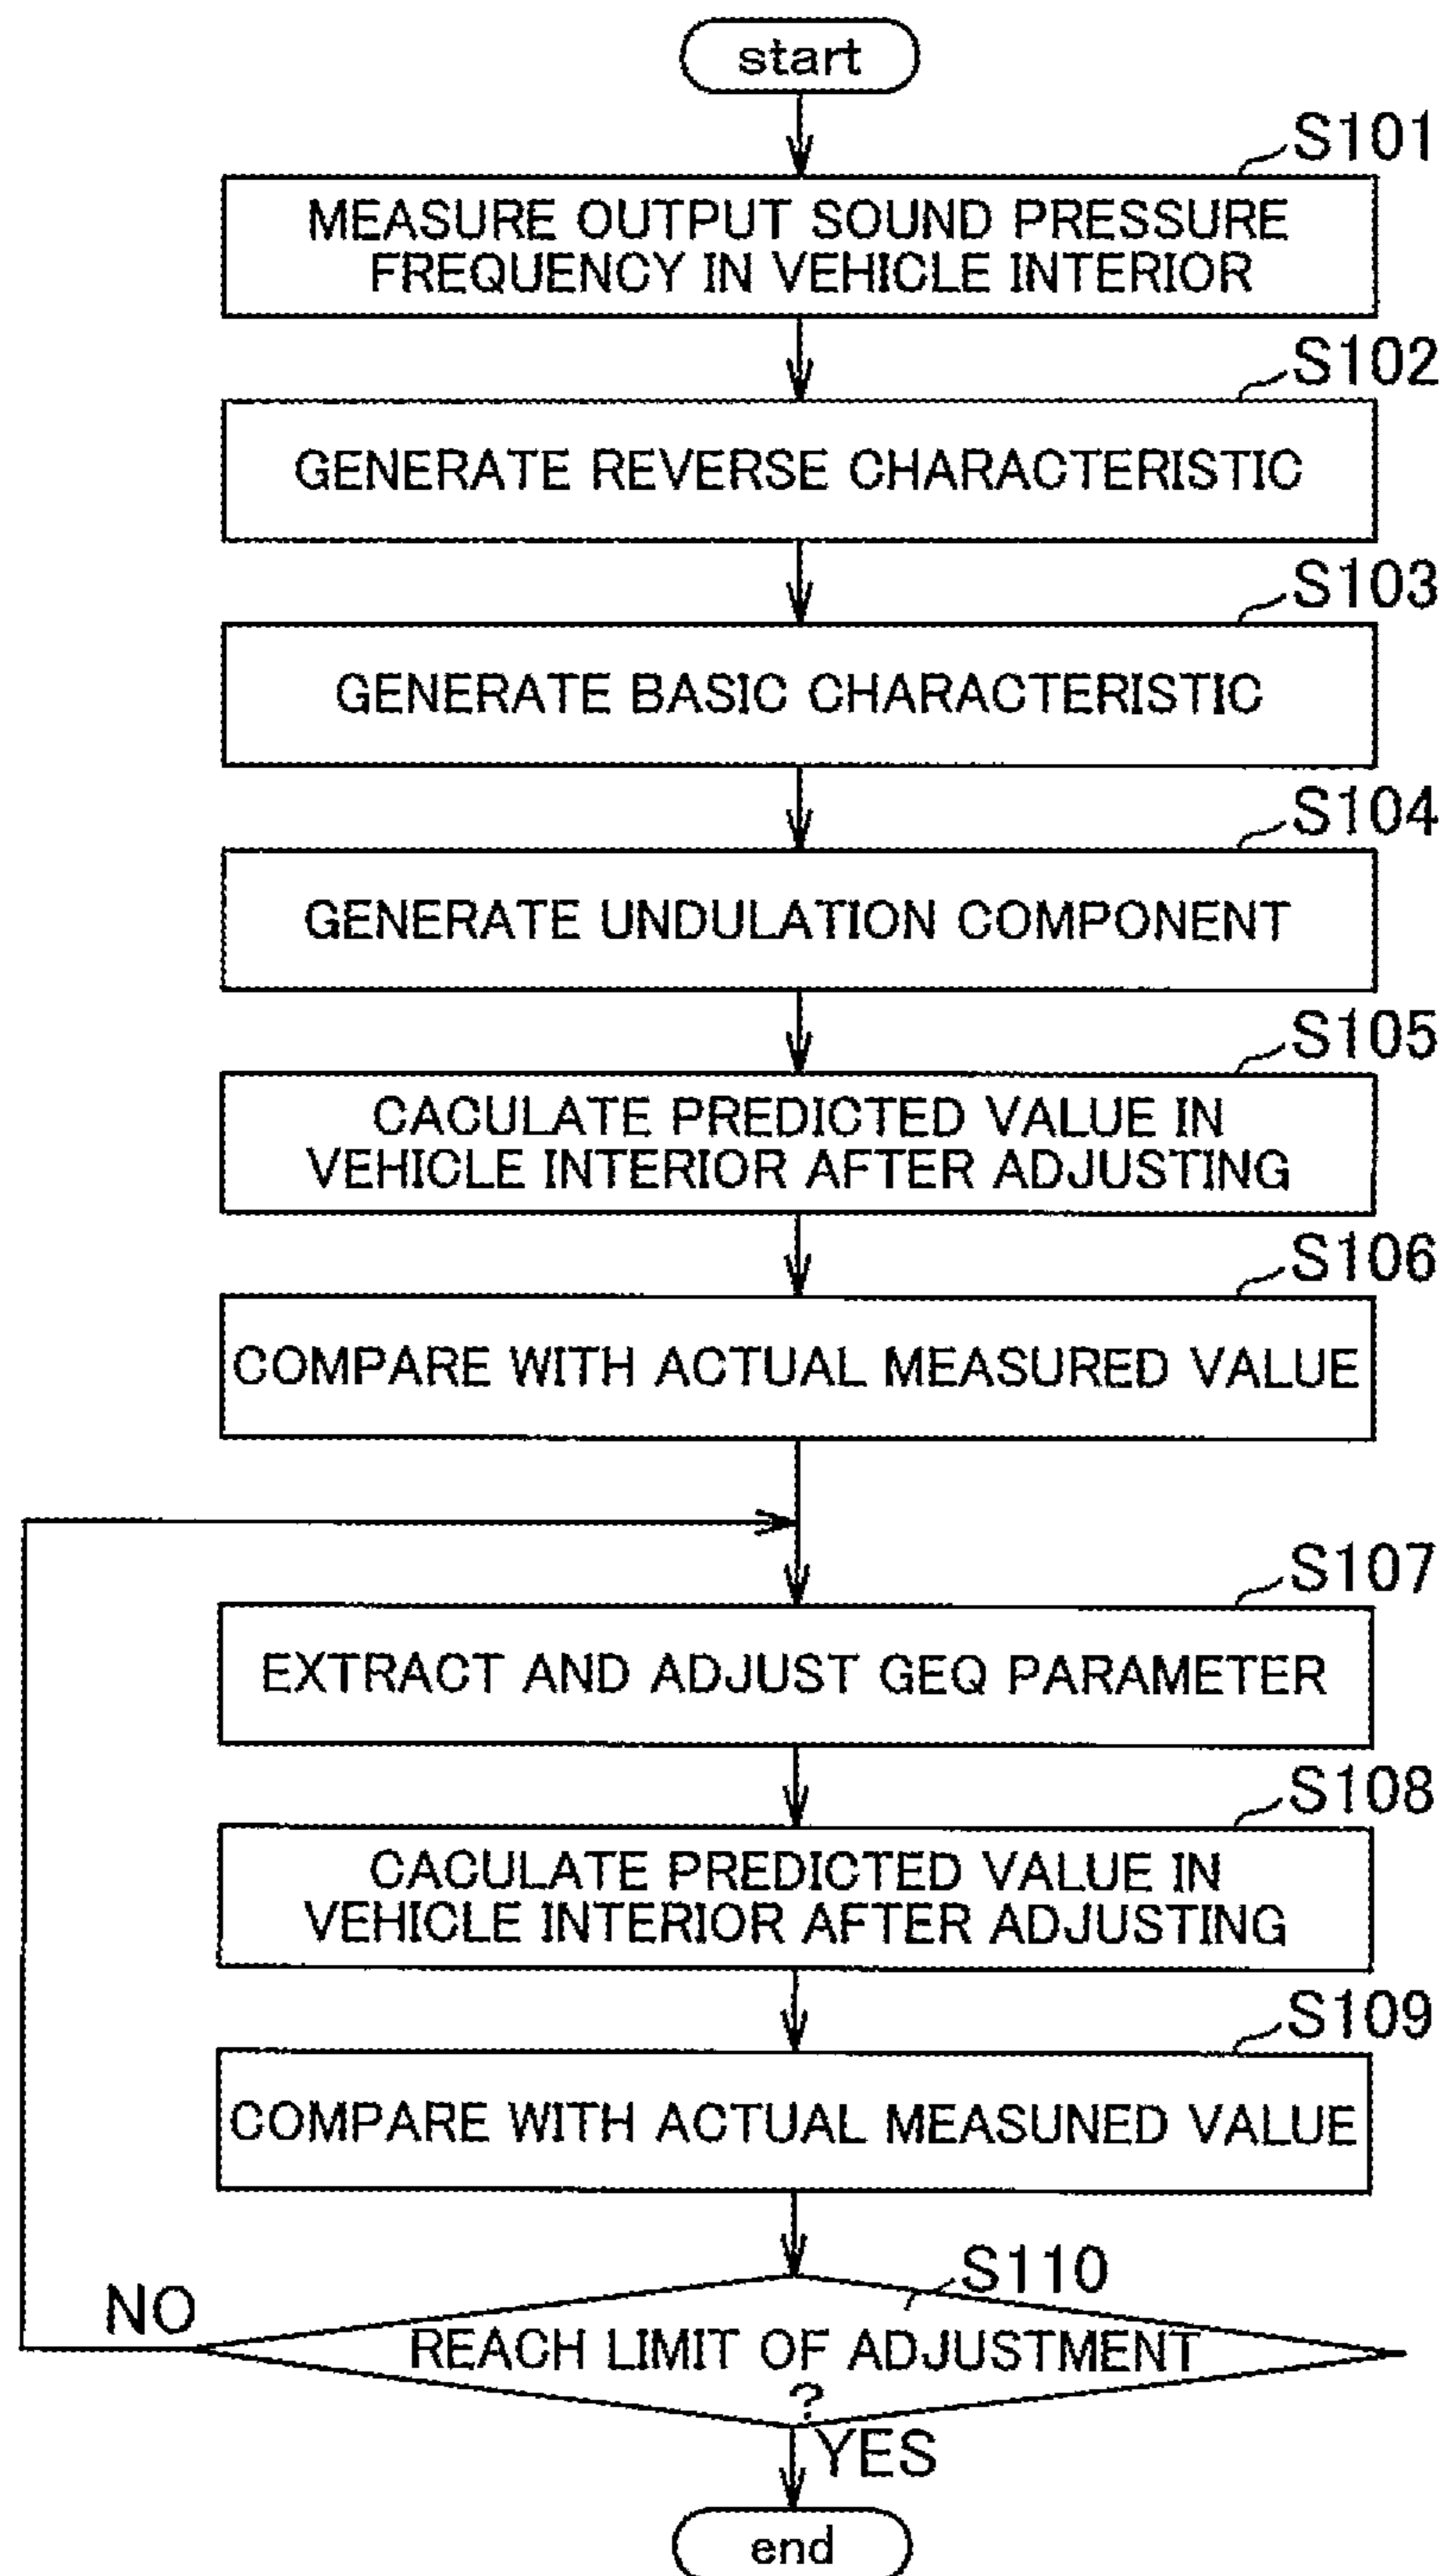 start
S101
MEASURE OUTPUT SOUND PRESSURE
FREQUENCY IN VEHICLE INTERIOR
S102
GENERATE REVERSE CHARACTERISTIC
S103
GENERATE BASIC CHARACTERISTIC
S104
GENERATE UNDULATION COMPONENT
S105
CACULATE PREDICTED VALUE IN
VEHICLE INTERIOR AFTER ADJUSTING
S106
COMPARE WITH ACTUAL MEASURED VALUE
S107
EXTRACT AND ADJUST GEQ PARAMETER
S108
CACULATE PREDICTED VALUE IN
VEHICLE INTERIOR AFTER ADJUSTING
S109
COMPARE WITH ACTUAL MEASUNED VALUE
S110
NO
REACH LIMIT OF ADJUSTMENT
?
YES
end